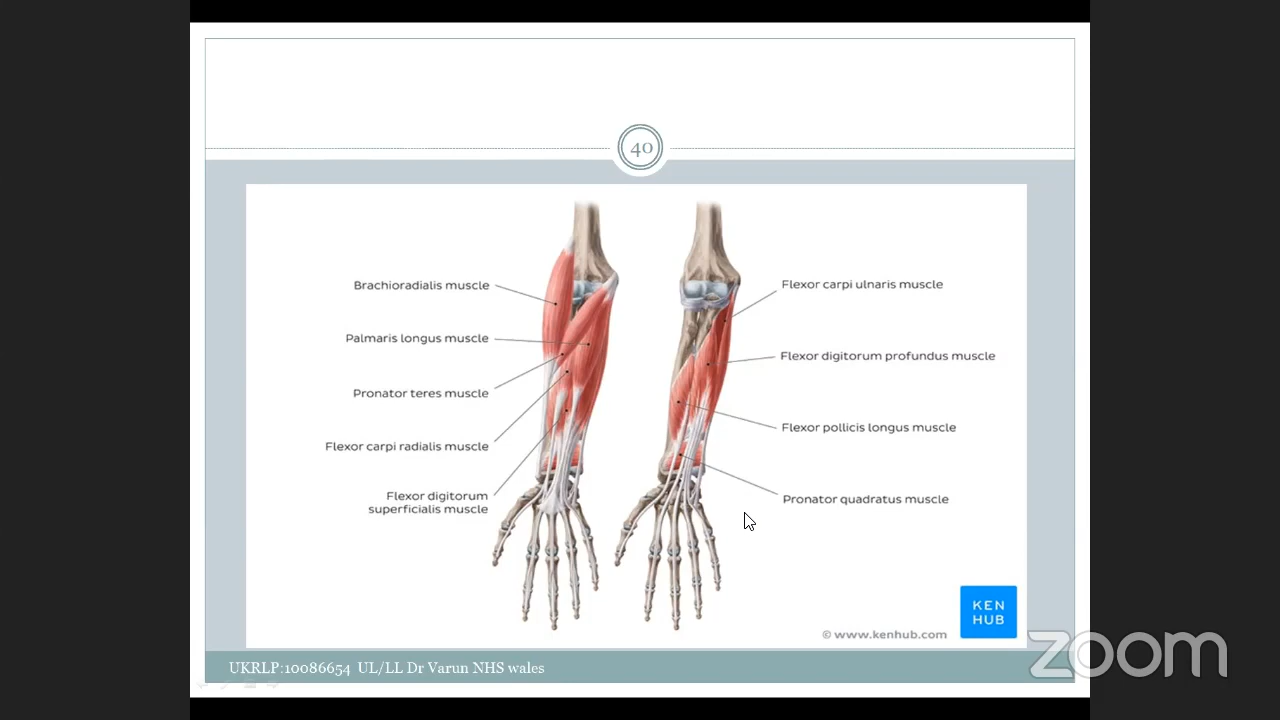 40
Brachioradialis muscle
Palmaris longus muscle
Pronator teres muscle
Flexor carpi radialis muscle
Flexor digitorum
superficialis muscle
Flexor carpi ulnaris muscle
Flexor digitorum profundus muscle
Flexor pollicis longus muscle
Pronator quadratus muscle
KEN
HUB
© www.kenhub.com
zoom
UKRLP:10086654 UL/LL Dr Varun NHS wales